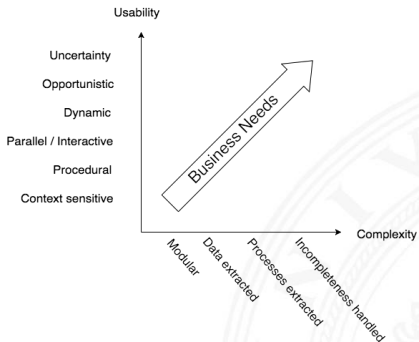 Usability
Uncertainty
Opportunistic
Dynamic
Parallel / Interactive
Procedural
Context sensitive
Business Needs
Complexity
Modular
Data extracted
Processes extracted
Incompleteness handled